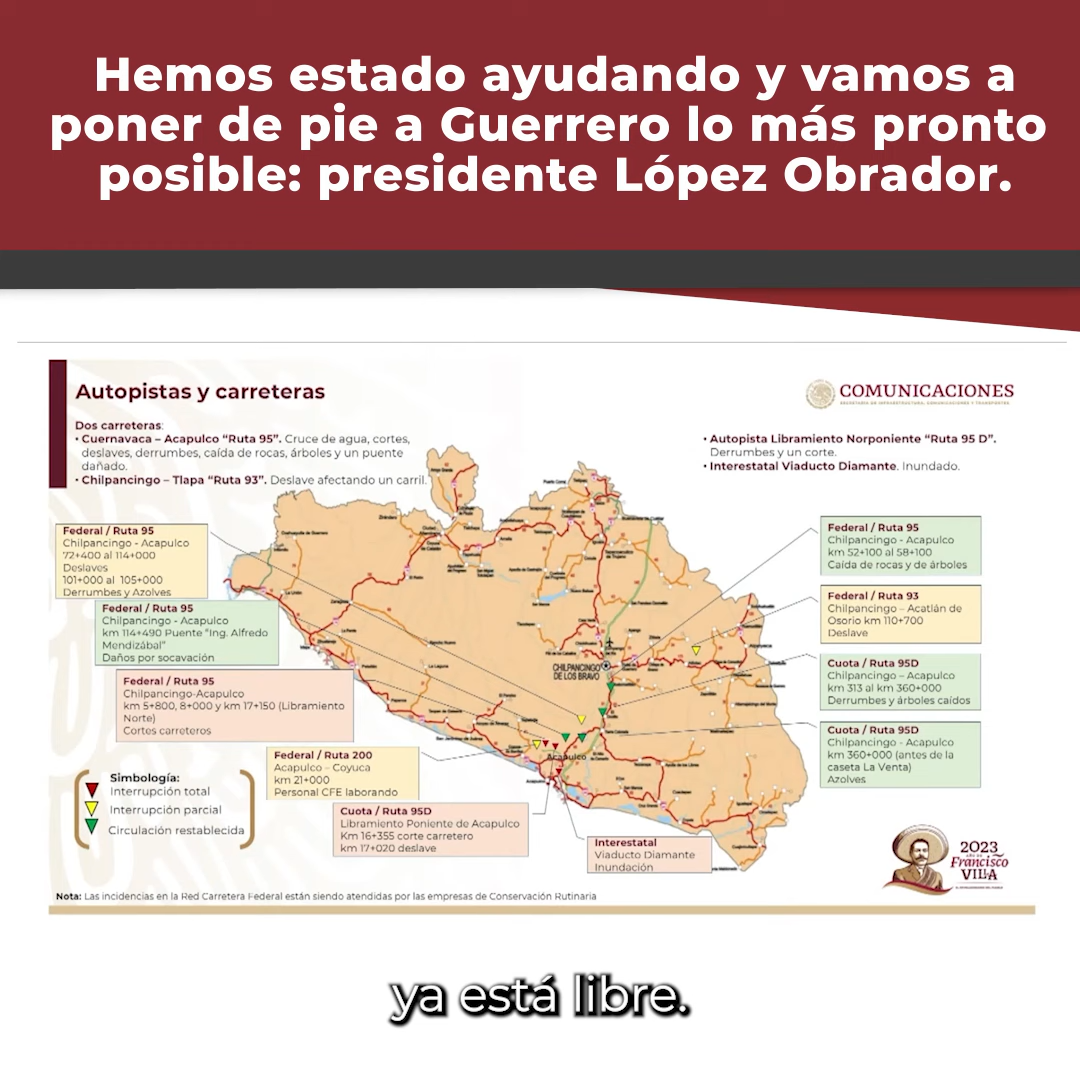 Hemos estado ayudando y vamos a
poner de pie a Guerrero lo más pronto
posible: presidente López Obrador.
Autopistas y carreteras
COMUNICACIONES
SECRETARÍA DE INFRAESTRUCTURA, COMUNICACIONES Y TRANSPORTES
Dos carreteras:
• Cuernavaca – Acapulco “Ruta 95”. Cruce de agua, cortes,
deslaves, derrumbes, caída de rocas, árboles y un puente
dañado.
• Chilpancingo – Tlapa “Ruta 93”. Deslave afectando un carril.
• Autopista Libramiento Norponiente “Ruta 95 D”.
Derrumbes y un corte.
• Interestatal Viaducto Diamante. Inundado.
Federal / Ruta 95
Chilpancingo - Acapulco
72+400 al 114+000
Deslaves
101+000 al 105+000
Derrumbes y Azolves
Federal / Ruta 95
Chilpancingo - Acapulco
km 114+490 Puente “Ing. Alfredo
Mendizábal”
Daños por socavación
Federal / Ruta 95
Chilpancingo-Acapulco
km 5+800, 8+000 y km 17+150 (Libramiento
Norte)
Cortes carreteros
Federal / Ruta 200
Acapulco – Coyuca
km 21+000
Personal CFE laborando
Cuota / Ruta 95D
Libramiento Poniente de Acapulco
Km 16+355 corte carretero
km 17+020 deslave
Interestatal
Viaducto Diamante
Inundación
Federal / Ruta 95
Chilpancingo - Acapulco
km 52+100 al 58+100
Caída de rocas y de árboles
Federal / Ruta 93
Chilpancingo – Acatlán de
Osorio km 110+700
Deslave
Cuota / Ruta 95D
Chilpancingo – Acapulco
km 313 al km 360+000
Derrumbes y árboles caídos
Cuota / Ruta 95D
Chilpancingo - Acapulco
km 360+000 (antes de la
caseta La Venta)
Azolves
CHILPANCINGO
DE LOS BRAVO
Acapulco
Simbología:
Interrupción total
Interrupción parcial
Circulación restablecida
2023
AÑO DE
Francisco
VILLA
Nota: Las incidencias en la Red Carretera Federal están siendo atendidas por las empresas de Conservación Rutinaria
ya está libre.